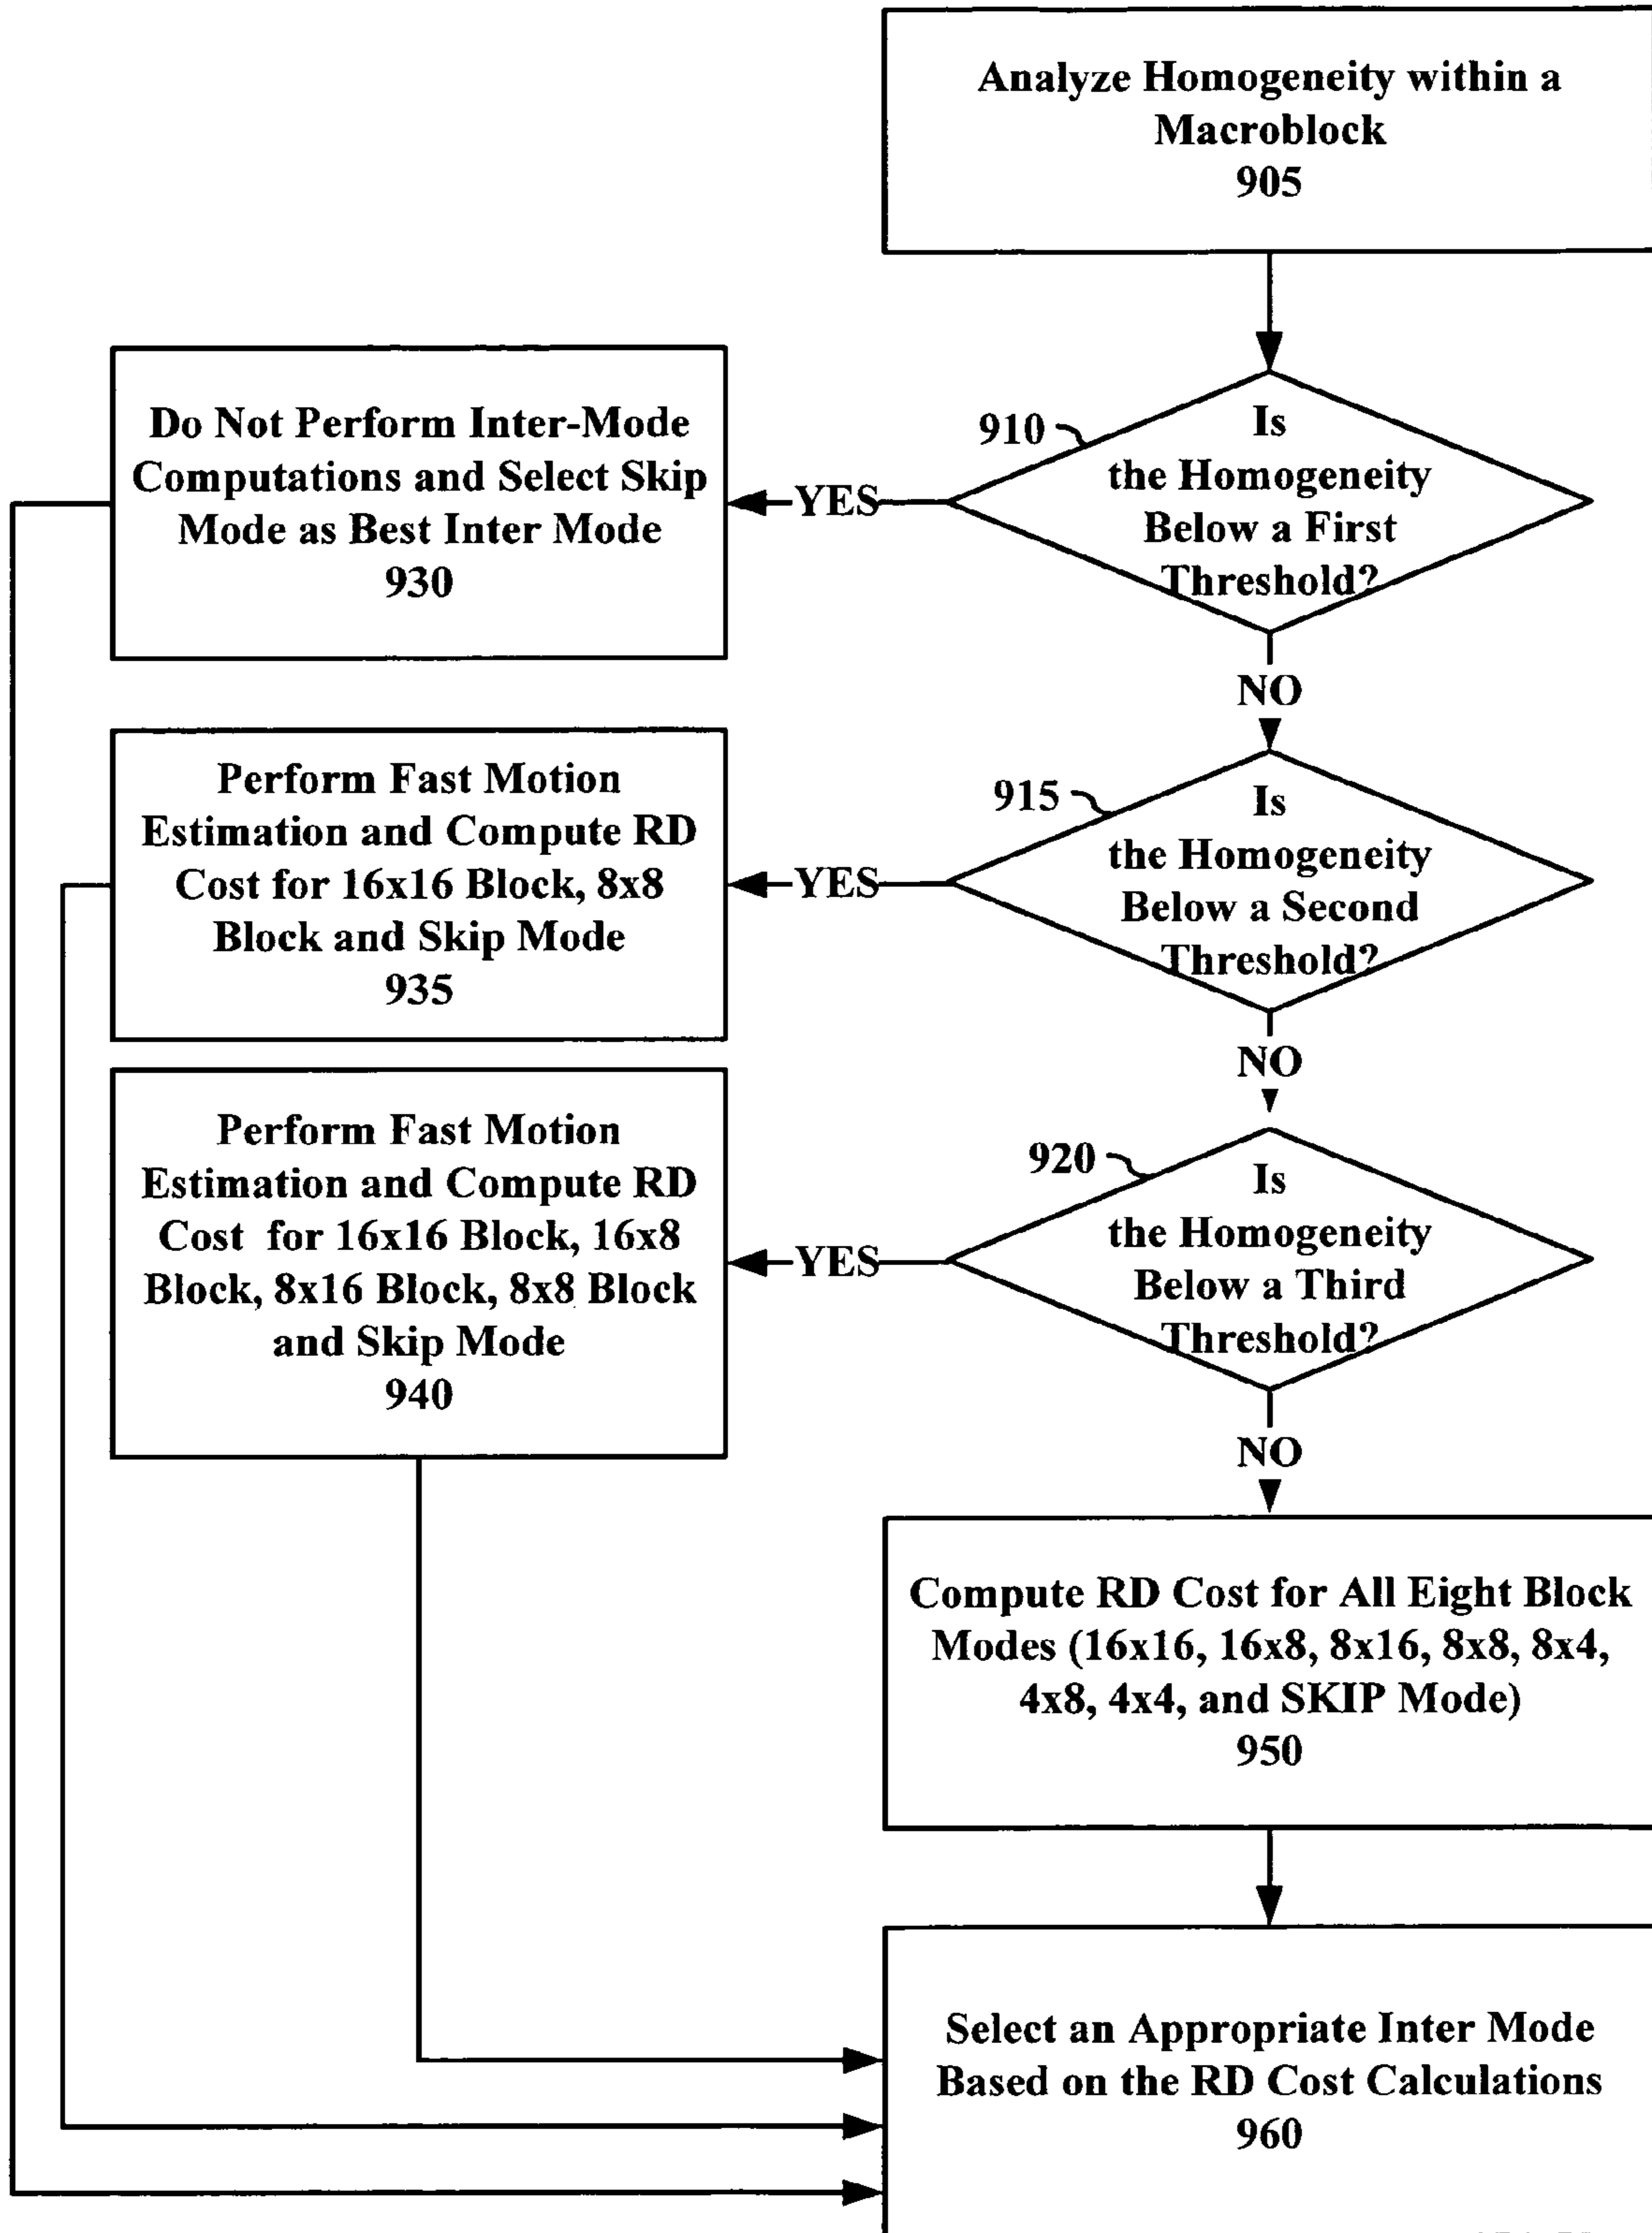 Analyze Homogeneity within a
Macroblock
905
910
Is
the Homogeneity
Below a First
Threshold?
YES
Do Not Perform Inter-Mode
Computations and Select Skip
Mode as Best Inter Mode
930
NO
915
Is
the Homogeneity
Below a Second
Threshold?
YES
Perform Fast Motion
Estimation and Compute RD
Cost for 16x16 Block, 8x8
Block and Skip Mode
935
NO
920
Is
the Homogeneity
Below a Third
Threshold?
YES
Perform Fast Motion
Estimation and Compute RD
Cost for 16x16 Block, 16x8
Block, 8x16 Block, 8x8 Block
and Skip Mode
940
NO
Compute RD Cost for All Eight Block
Modes (16x16, 16x8, 8x16, 8x8, 8x4,
4x8, 4x4, and SKIP Mode)
950
Select an Appropriate Inter Mode
Based on the RD Cost Calculations
960